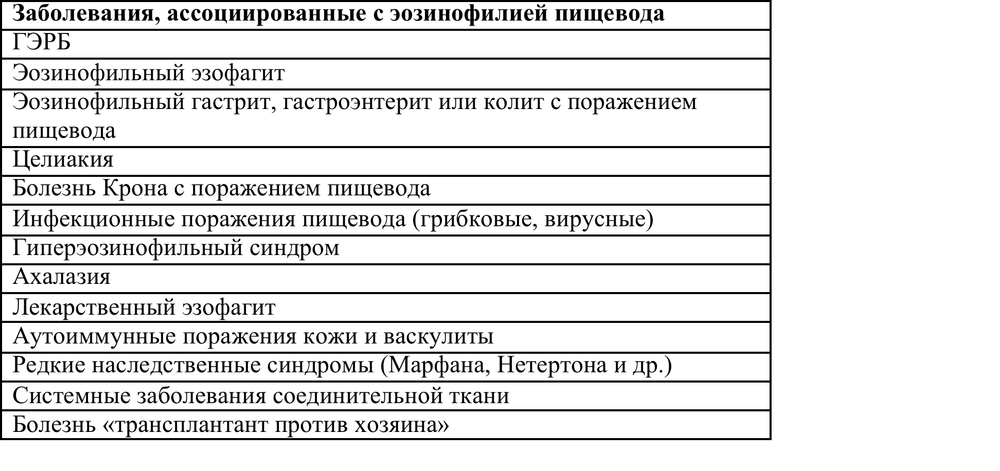 Заболевания, ассоциированные с эозинофилией пищевода
ГЭРБ
Эозинофильный эзофагит
Эозинофильный гастрит, гастроэнтерит или колит с поражением
пищевода
Целиакия
Болезнь Крона с поражением пищевода
Инфекционные поражения пищевода (грибковые, вирусные)
Гиперэозинофильный синдром
Ахалазия
Лекарственный эзофагит
Аутоиммунные поражения кожи и васкулиты
Редкие наследственные синдромы (Марфана, Нетертона и др.)
Системные заболевания соединительной ткани
Болезнь «трансплантант против хозяина»